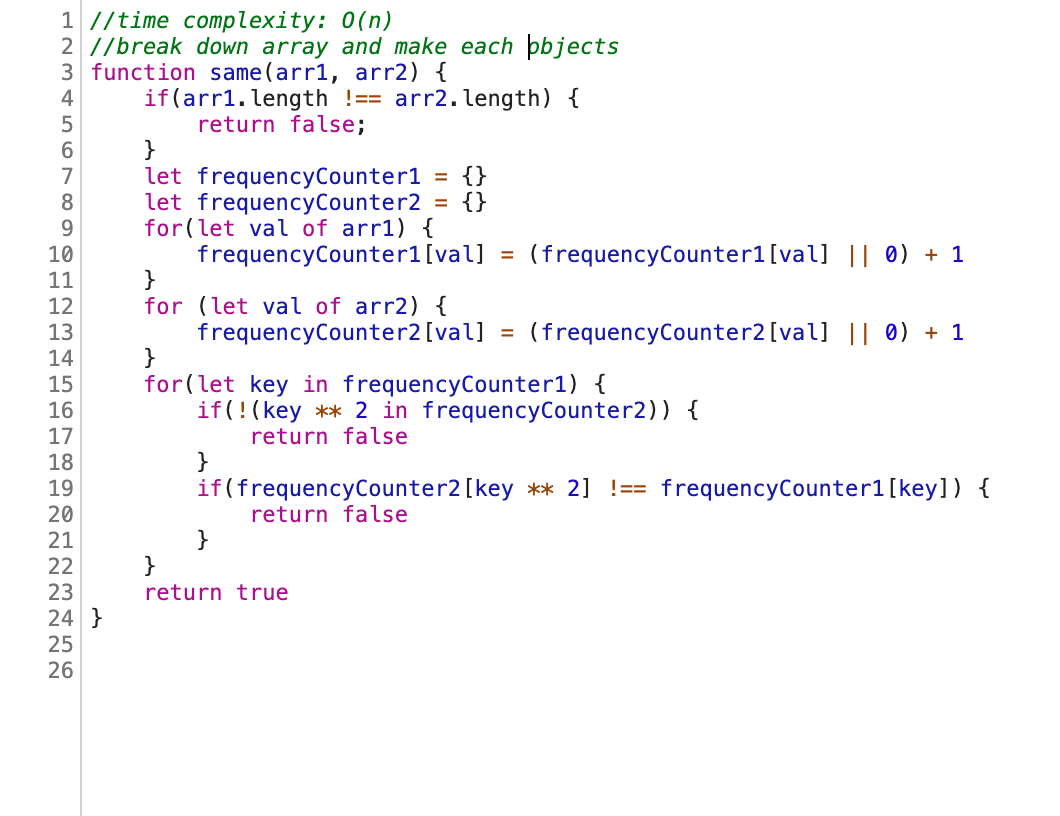 1 //time complexity: O(n)
2 //break down array and make each objects
3 function same(arr1, arr2) {
4     if(arr1.length !== arr2.length) {
5         return false;
6     }
7     let frequencyCounter1 = {}
8     let frequencyCounter2 = {}
9     for(let val of arr1) {
10         frequencyCounter1[val] = (frequencyCounter1[val] || 0) + 1
11     }
12     for (let val of arr2) {
13         frequencyCounter2[val] = (frequencyCounter2[val] || 0) + 1
14     }
15     for(let key in frequencyCounter1) {
16         if(!(key ** 2 in frequencyCounter2)) {
17             return false
18         }
19         if(frequencyCounter2[key ** 2] !== frequencyCounter1[key]) {
20             return false
21         }
22     }
23     return true
24 }
25
26